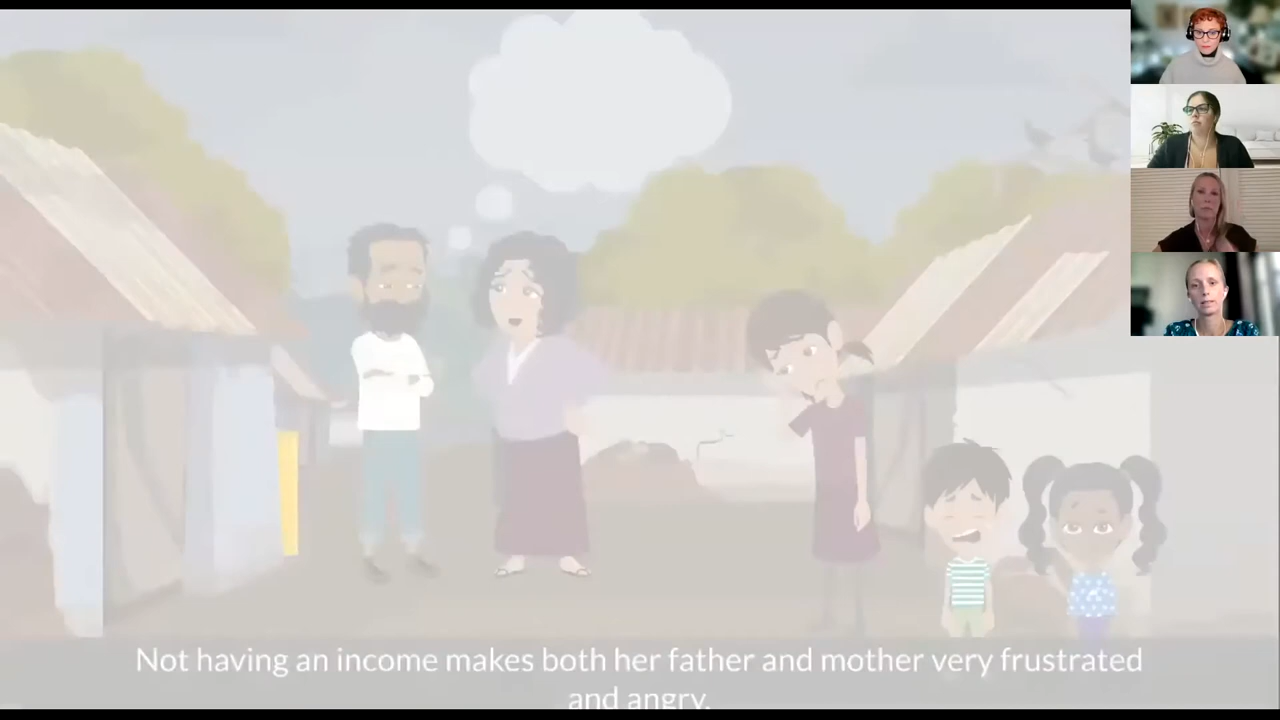 Not having an income makes both her father and mother very frustrated
and angry.